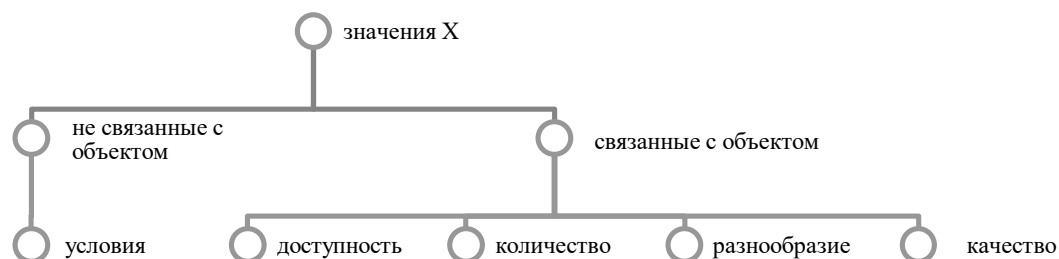 значения X
не связанные с
объектом
связанные с объектом
условия
доступность
количество
разнообразие
качество